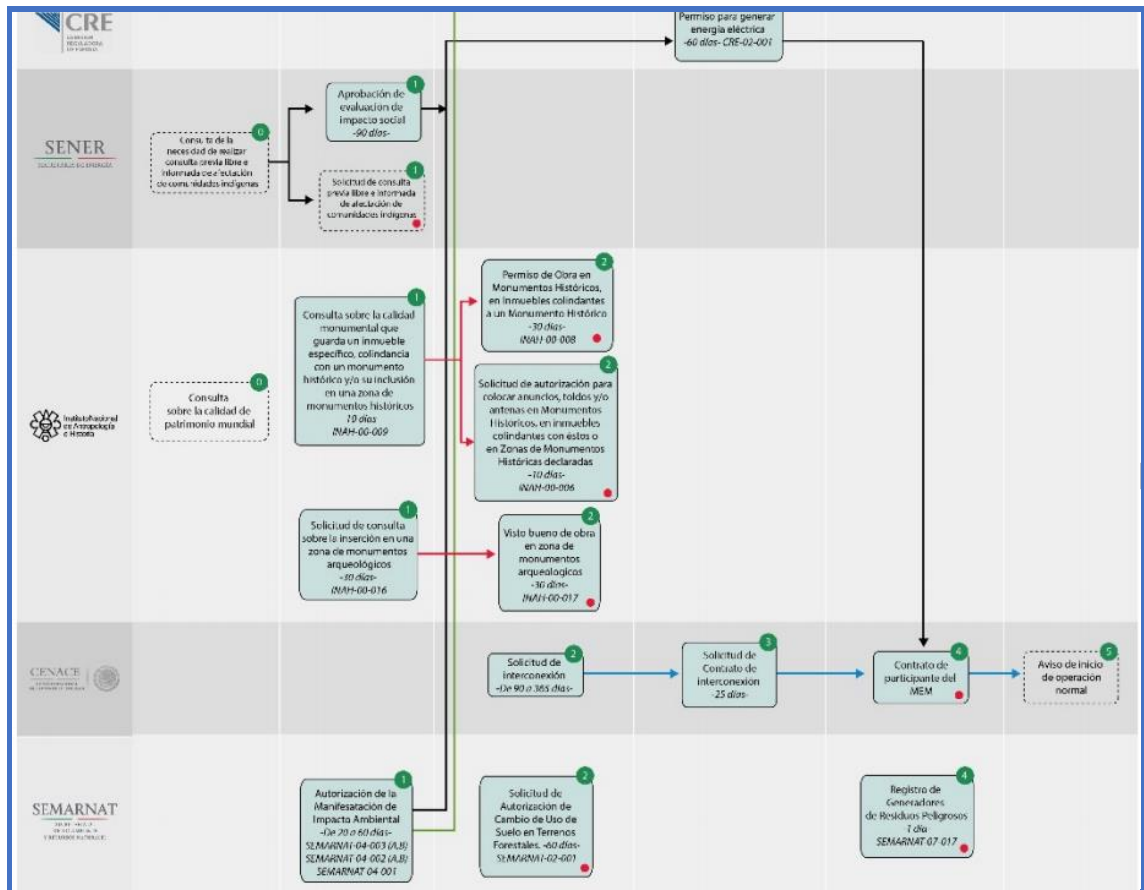 CRE
COMISIÓN
REGULADORA
DE ENERGÍA
Permiso para generar
energía eléctrica
-60 días- CRE-02-001
SENER
Consulta de la
necesidad de realizar
consulta previa libre e
informada de afectación
de comunidades indígenas
0
Aprobación de
evaluación de
impacto social
-90 días-
1
Solicitud de consulta
previa libre e informada
de afectación de
comunidades indígenas
1
Instituto Nacional
de Antropología
e Historia
Consulta
sobre la calidad de
patrimonio mundial
0
Consulta sobre la calidad
monumental que
guarda un inmueble
específico, colindancia
con un monumento
histórico y/o su inclusión
en una zona de
monumentos históricos
10 días
INAH-00-009
1
Permiso de Obra en
Monumentos Históricos,
en Inmuebles colindantes
a un Monumento Histórico
-30 días-
INAH-00-008
2
Solicitud de autorización para
colocar anuncios, toldos y/o
antenas en Monumentos
Históricos, en inmuebles
colindantes con éstos o
en Zonas de Monumentos
Históricas declaradas
-10 días-
INAH-00-006
2
Solicitud de consulta
sobre la inserción en una
zona de monumentos
arqueológicos
-10 días-
INAH-00-016
1
Visto bueno de obra
en zona de
monumentos
arqueologicos
-30 días-
INAH-00-017
2
CENACE
Solicitud de
interconexión
-De 90 a 365 días-
2
Solicitud de
Contrato de
interconexión
-25 días-
3
Contrato de
participante del
MEM
4
Aviso de inicio
de operación
normal
5
SEMARNAT
Autorización de la
Manifesatación de
Impacto Ambiental
-De 20 a 60 días-
SEMARNAT-04-003 (A,B)
SEMARNAT 04-002 (A,B)
SEMARNAT 04 001
1
Solicitud de
Autorización de
Cambio de Uso de
Suelo en Terrenos
Forestales. -60 días-
SEMARNAT-02-001
2
Registro de
Generadores
de Residuos Peligrosos
1 día
SEMARNAT 07-017
4